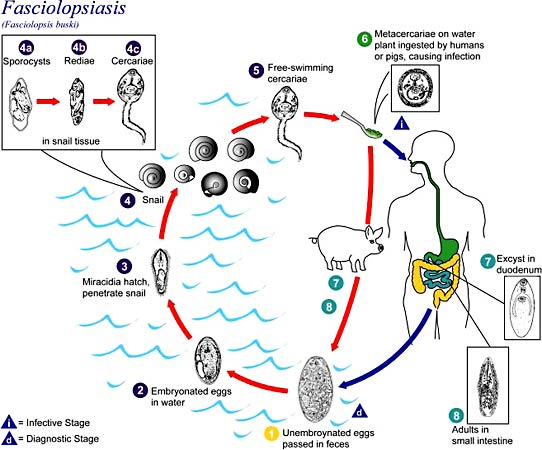 Fasciolopsiasis
(Fasciolopsis buski)
4a
Sporocysts
4b
Rediae
4c
Cercariae
in snail tissue
5
Free-swimming
cercariae
6
Metacercariae on water
plant ingested by humans
or pigs, causing infection
i
4
Snail
3
Miracidia hatch,
penetrate snail
7
8
7
Excyst in
duodenum
2
Embryonated eggs
in water
d
1
Unembroynated eggs
passed in feces
8
Adults in
small intestine
i = Infective Stage
d = Diagnostic Stage